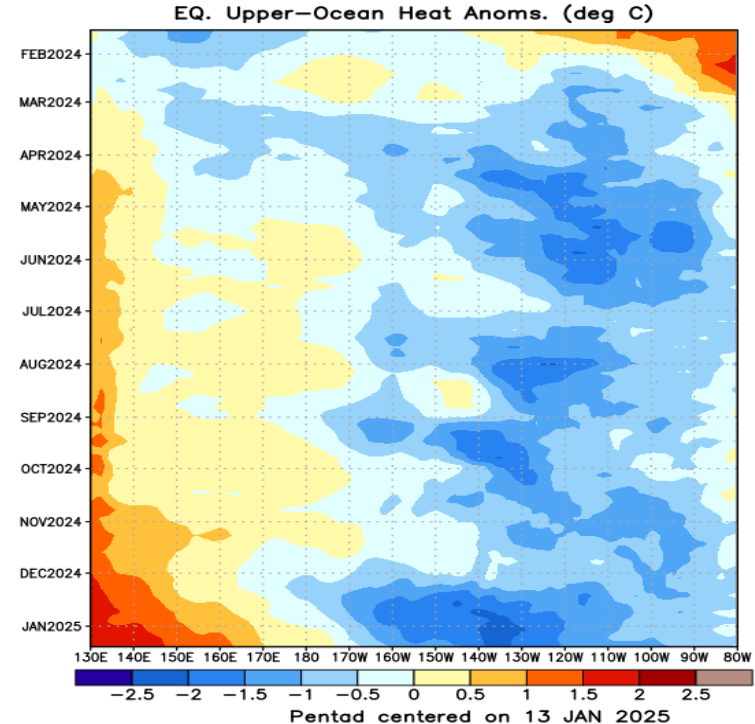 EQ. Upper-Ocean Heat Anoms. (deg C)
FEB2024
MAR2024
APR2024
MAY2024
JUN2024
JUL2024
AUG2024
SEP2024
OCT2024
NOV2024
DEC2024
JAN2025
130E 140E 150E 160E 170E 180 170W 160W 150W 140W 130W 120W 110W 100W 90W 80W
-2.5 -2 -1.5 -1 -0.5 0 0.5 1 1.5 2 2.5
Pentad centered on 13 JAN 2025